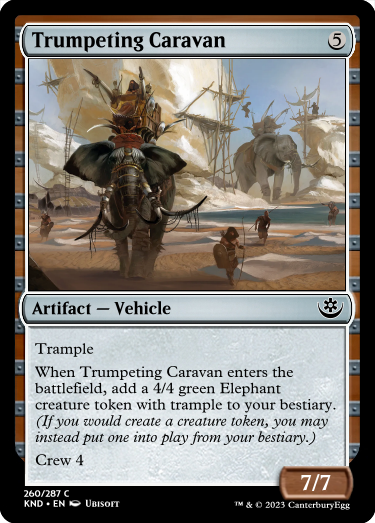 Trumpeting Caravan 5
Artifact — Vehicle
Trample
When Trumpeting Caravan enters the
battlefield, add a 4/4 green Elephant
creature token with trample to your bestiary.
(If you would create a creature token, you may
instead put one into play from your bestiary.)
Crew 4
7/7
260/287 C
KND • EN Ubisoft
™ & © 2023 CanterburyEgg